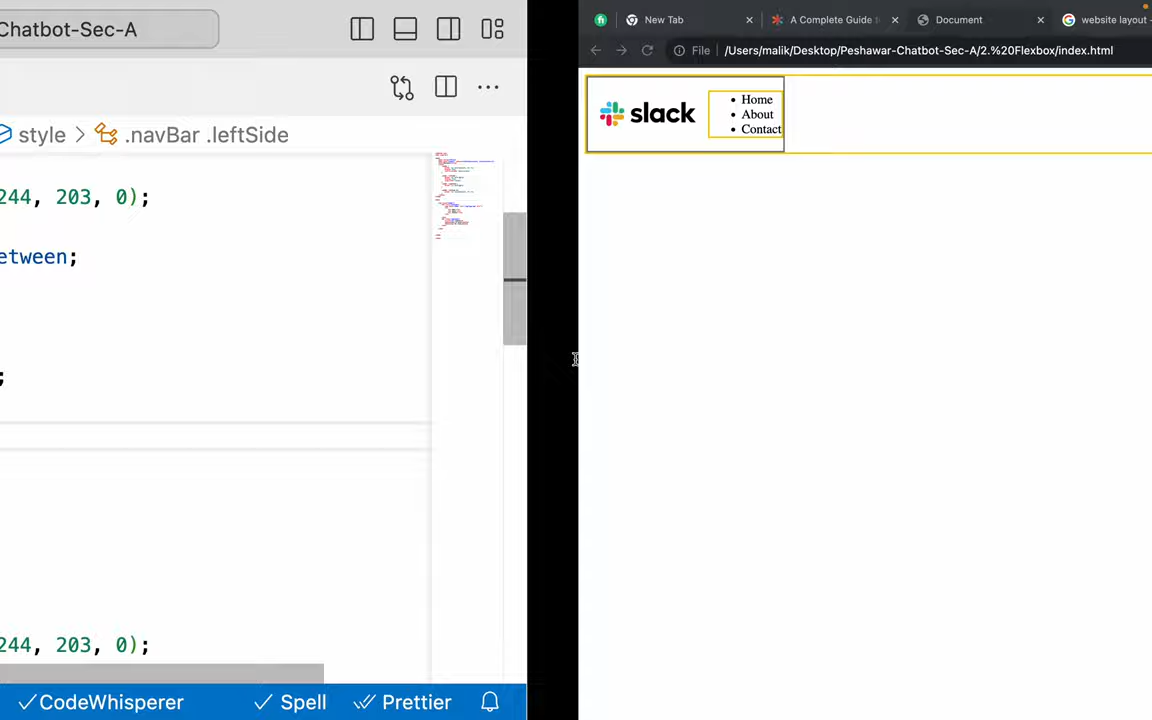 Chatbot-Sec-A
style > .navBar .leftSide
244, 203, 0);
etween;
;
244, 203, 0);
CodeWhisperer Spell Prettier
New Tab
A Complete Guide
Document
website layout
File /Users/malik/Desktop/Peshawar-Chatbot-Sec-A/2.%20Flexbox/index.html
slack
Home
About
Contact